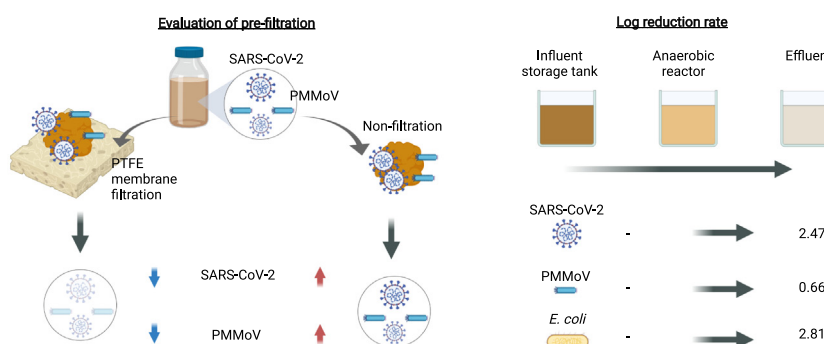 Evaluation of pre-filtration
SARS-CoV-2
PMMoV
Non-filtration
PTFE
membrane
filtration
SARS-CoV-2
PMMoV
Log reduction rate
Influent
storage tank
Anaerobic
reactor
Effluen
SARS-CoV-2
-
2.47
PMMoV
-
0.66
E. coli
-
2.81